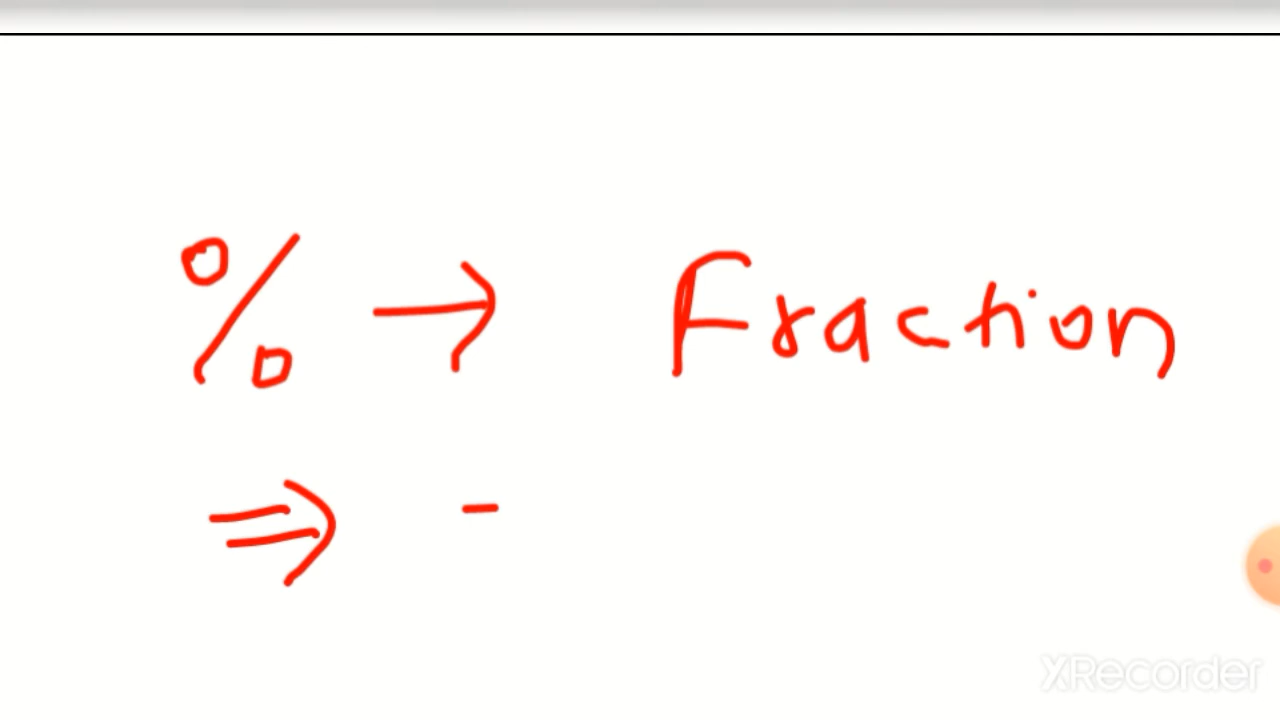 % → Fraction
⇒ -
XRecorder